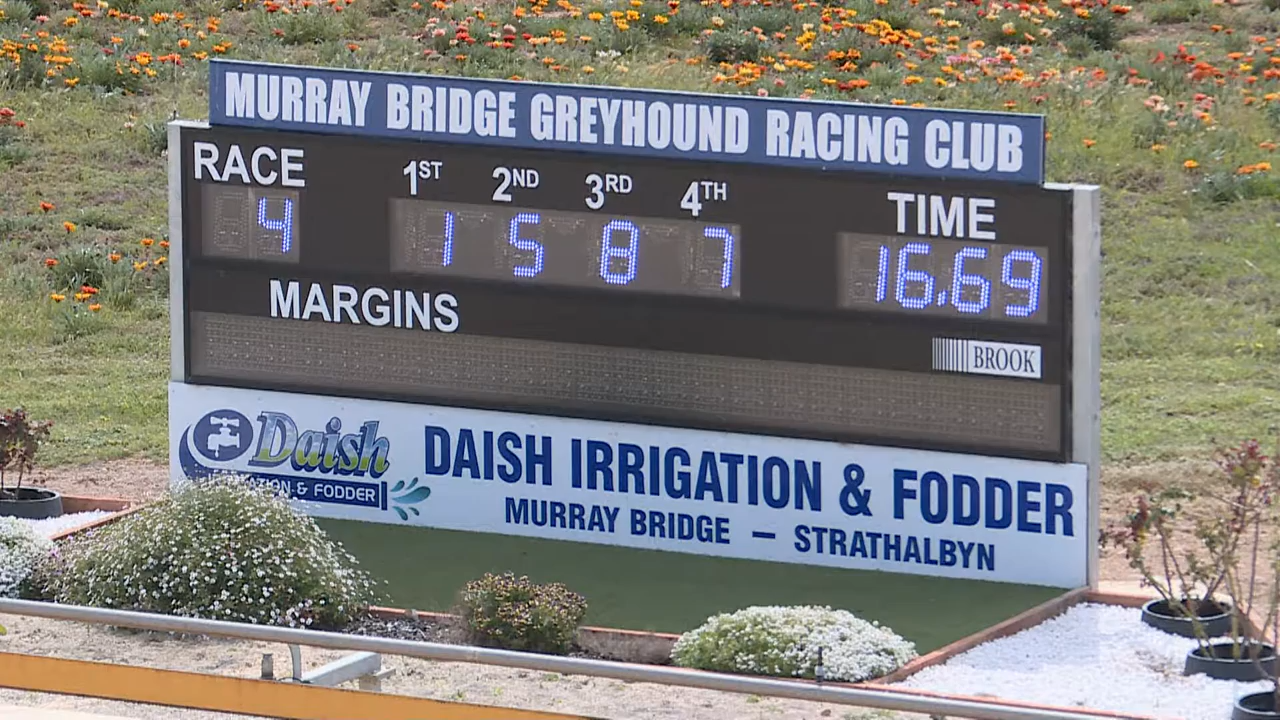 MURRAY BRIDGE GREYHOUND RACING CLUB
RACE 1ST 2ND 3RD 4TH TIME
4 1 5 8 7 16.69
MARGINS
BROOK
Daish
& FODDER
DAISH IRRIGATION & FODDER
MURRAY BRIDGE — STRATHALBYN